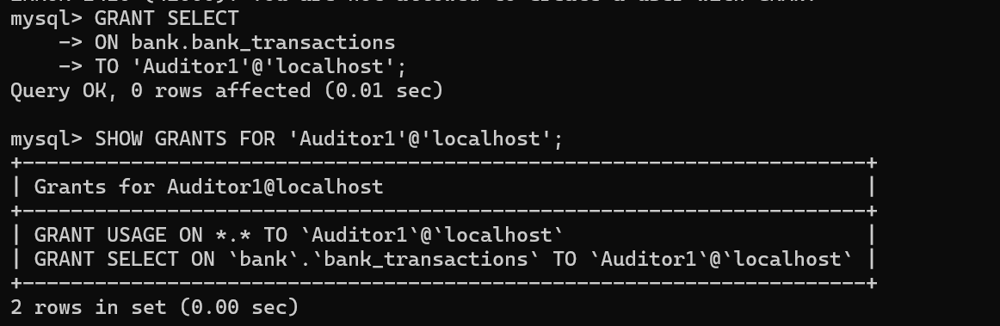 mysql> GRANT SELECT
    -> ON bank.bank_transactions
    -> TO 'Auditor1'@'localhost';
Query OK, 0 rows affected (0.01 sec)

mysql> SHOW GRANTS FOR 'Auditor1'@'localhost';
+----------------------------------------------------------------------+
| Grants for Auditor1@localhost                                        |
+----------------------------------------------------------------------+
| GRANT USAGE ON *.* TO `Auditor1`@`localhost`                         |
| GRANT SELECT ON `bank`.`bank_transactions` TO `Auditor1`@`localhost` |
+----------------------------------------------------------------------+
2 rows in set (0.00 sec)